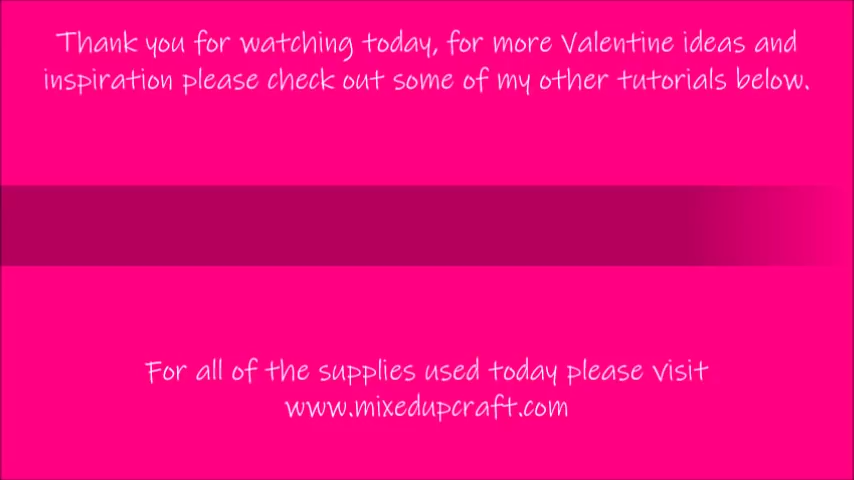 Thank you for watching today, for more Valentine ideas and
inspiration please check out some of my other tutorials below.
For all of the supplies used today please visit
www.mixedupcraft.com